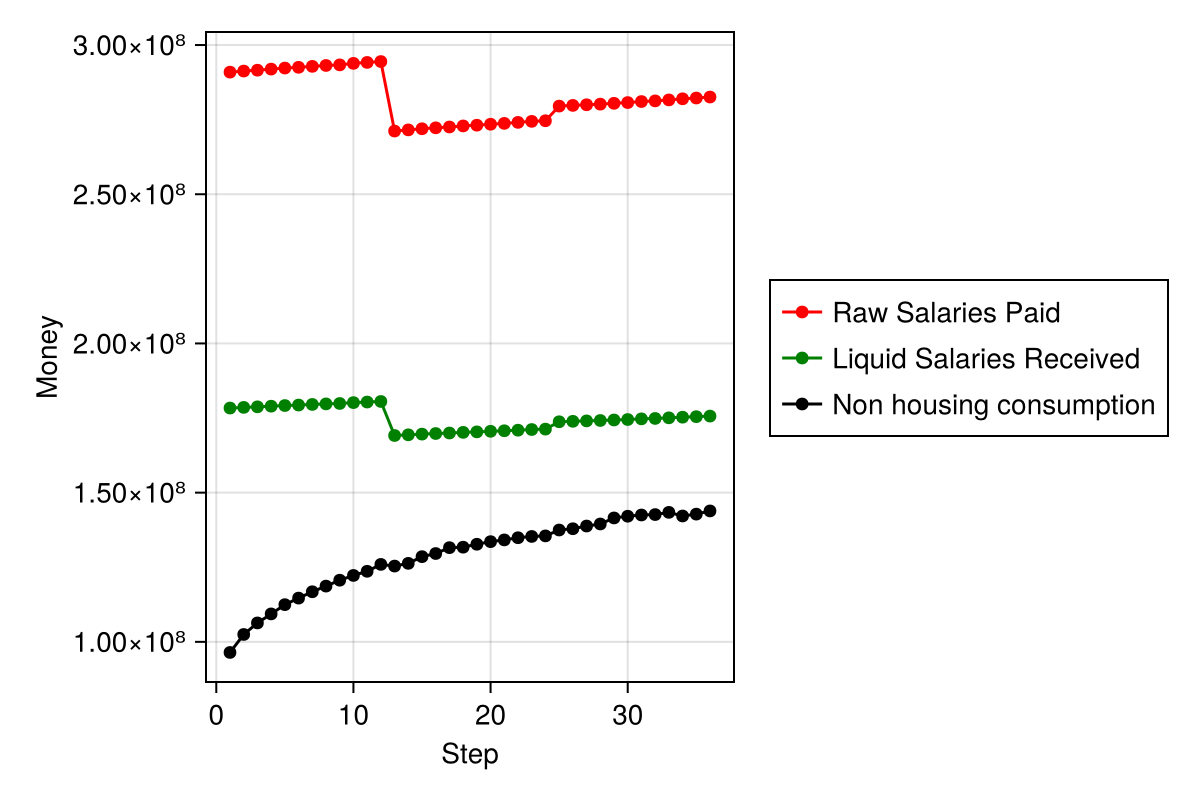 3.00×10⁸
2.50×10⁸
2.00×10⁸
1.50×10⁸
1.00×10⁸
Money
0 10 20 30
Step
Raw Salaries Paid
Liquid Salaries Received
Non housing consumption